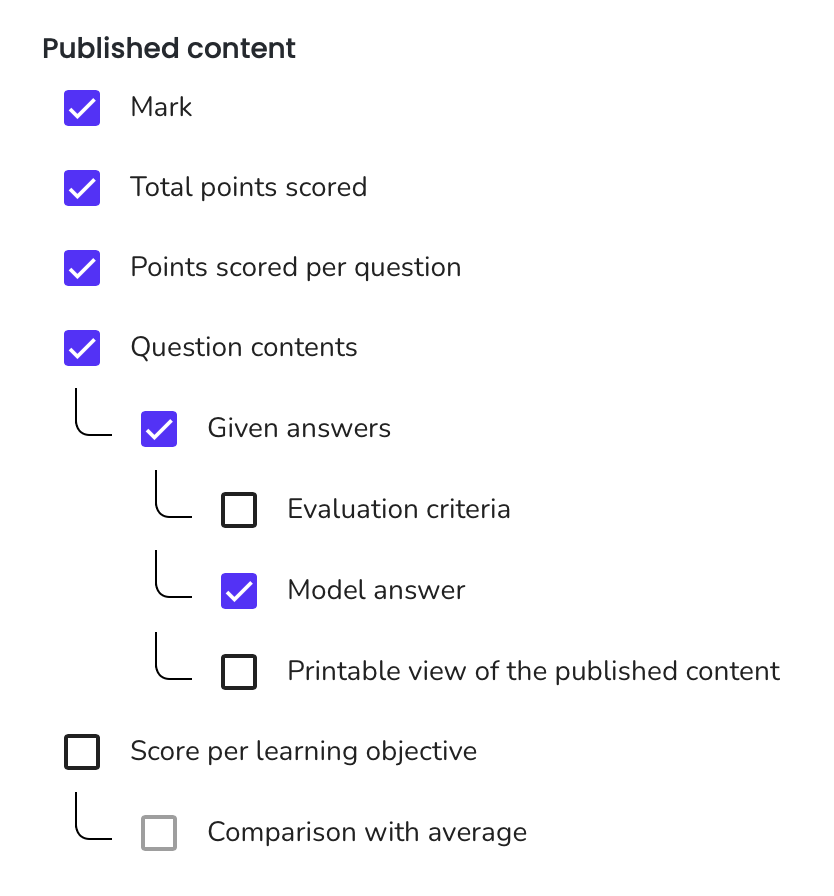 Published content
Mark
Total points scored
Points scored per question
Question contents
Given answers
Evaluation criteria
Model answer
Printable view of the published content
Score per learning objective
Comparison with average